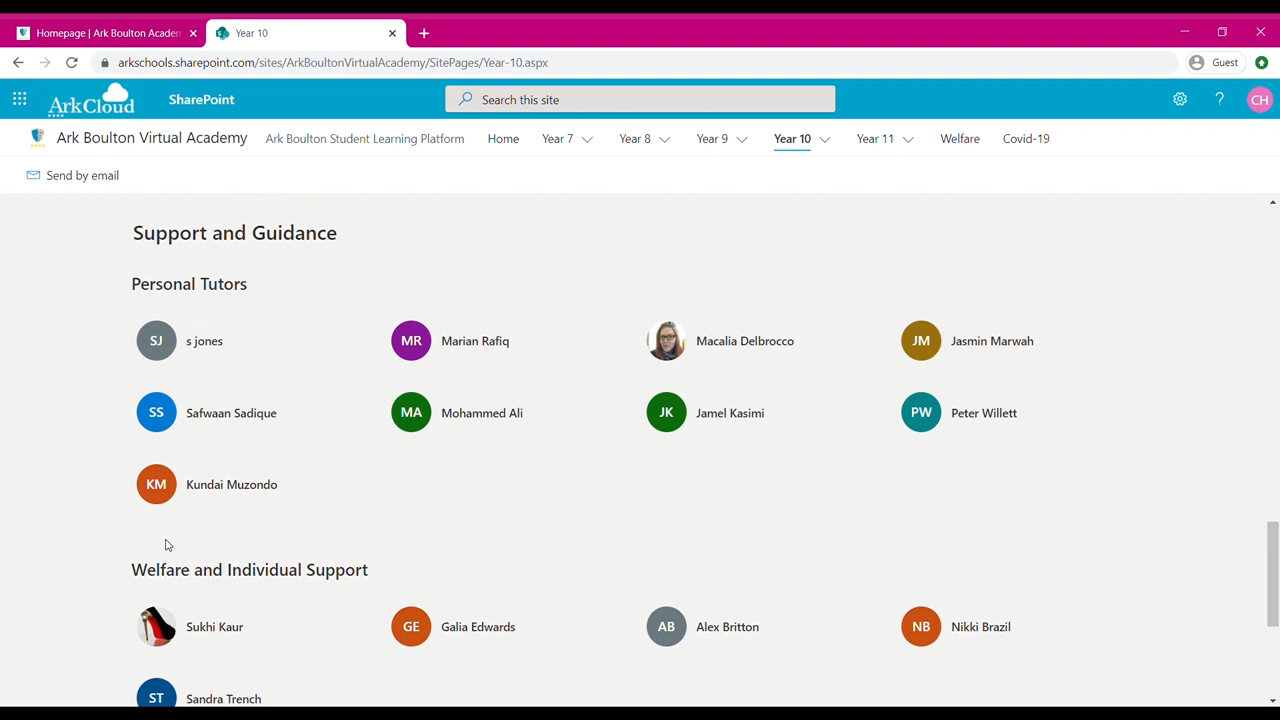 Homepage | Ark Boulton Academ
Year 10
arkschools.sharepoint.com/sites/ArkBoultonVirtualAcademy/SitePages/Year-10.aspx
Guest
ArkCloud
SharePoint
Search this site
?
CH
Ark Boulton Virtual Academy
Ark Boulton Student Learning Platform
Home
Year 7
Year 8
Year 9
Year 10
Year 11
Welfare
Covid-19
Send by email
Support and Guidance
Personal Tutors
SJ s jones
MR Marian Rafiq
Macalia Delbrocco
JM Jasmin Marwah
SS Safwaan Sadique
MA Mohammed Ali
JK Jamel Kasimi
PW Peter Willett
KM Kundai Muzondo
Welfare and Individual Support
Sukhi Kaur
GE Galia Edwards
AB Alex Britton
NB Nikki Brazil
ST Sandra Trench